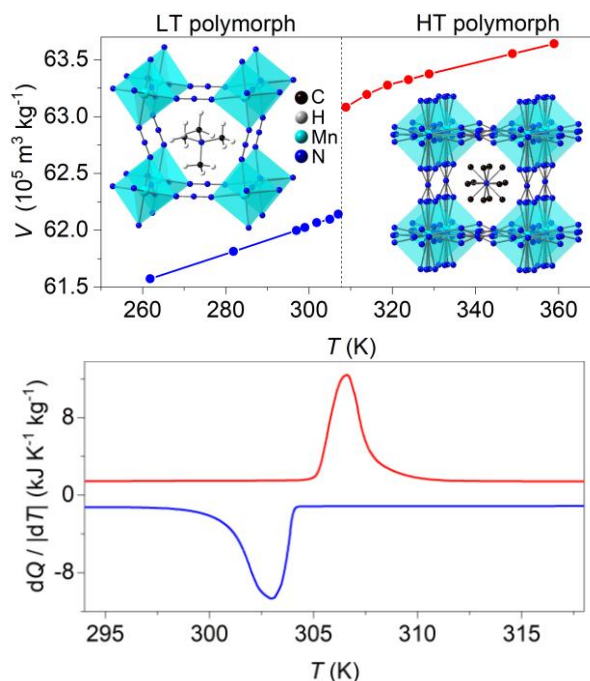 LT polymorph HT polymorph
63.5
63.0
62.5
62.0
61.5
V (10⁵ m³ kg⁻¹)
C
H
Mn
N
260 280 300 320 340 360
T (K)
8
0
-8
dQ / |dT| (kJ K⁻¹ kg⁻¹)
295 300 305 310 315
T (K)